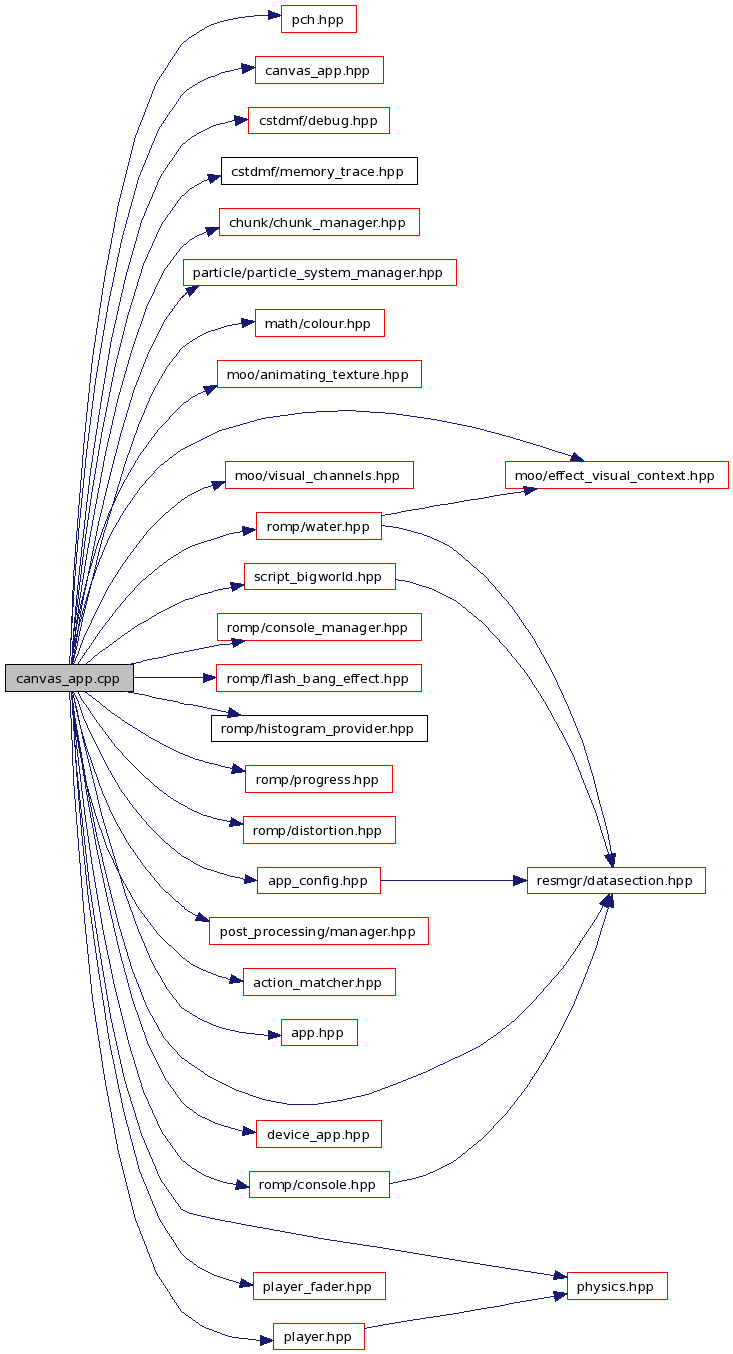 pch.hpp
canvas_app.hpp
cstdmf/debug.hpp
cstdmf/memory_trace.hpp
chunk/chunk_manager.hpp
particle/particle_system_manager.hpp
math/colour.hpp
moo/animating_texture.hpp
moo/visual_channels.hpp
moo/effect_visual_context.hpp
romp/water.hpp
script_bigworld.hpp
romp/console_manager.hpp
canvas_app.cpp
romp/flash_bang_effect.hpp
romp/histogram_provider.hpp
romp/progress.hpp
romp/distortion.hpp
app_config.hpp
resmgr/datasection.hpp
post_processing/manager.hpp
action_matcher.hpp
app.hpp
device_app.hpp
romp/console.hpp
player_fader.hpp
physics.hpp
player.hpp